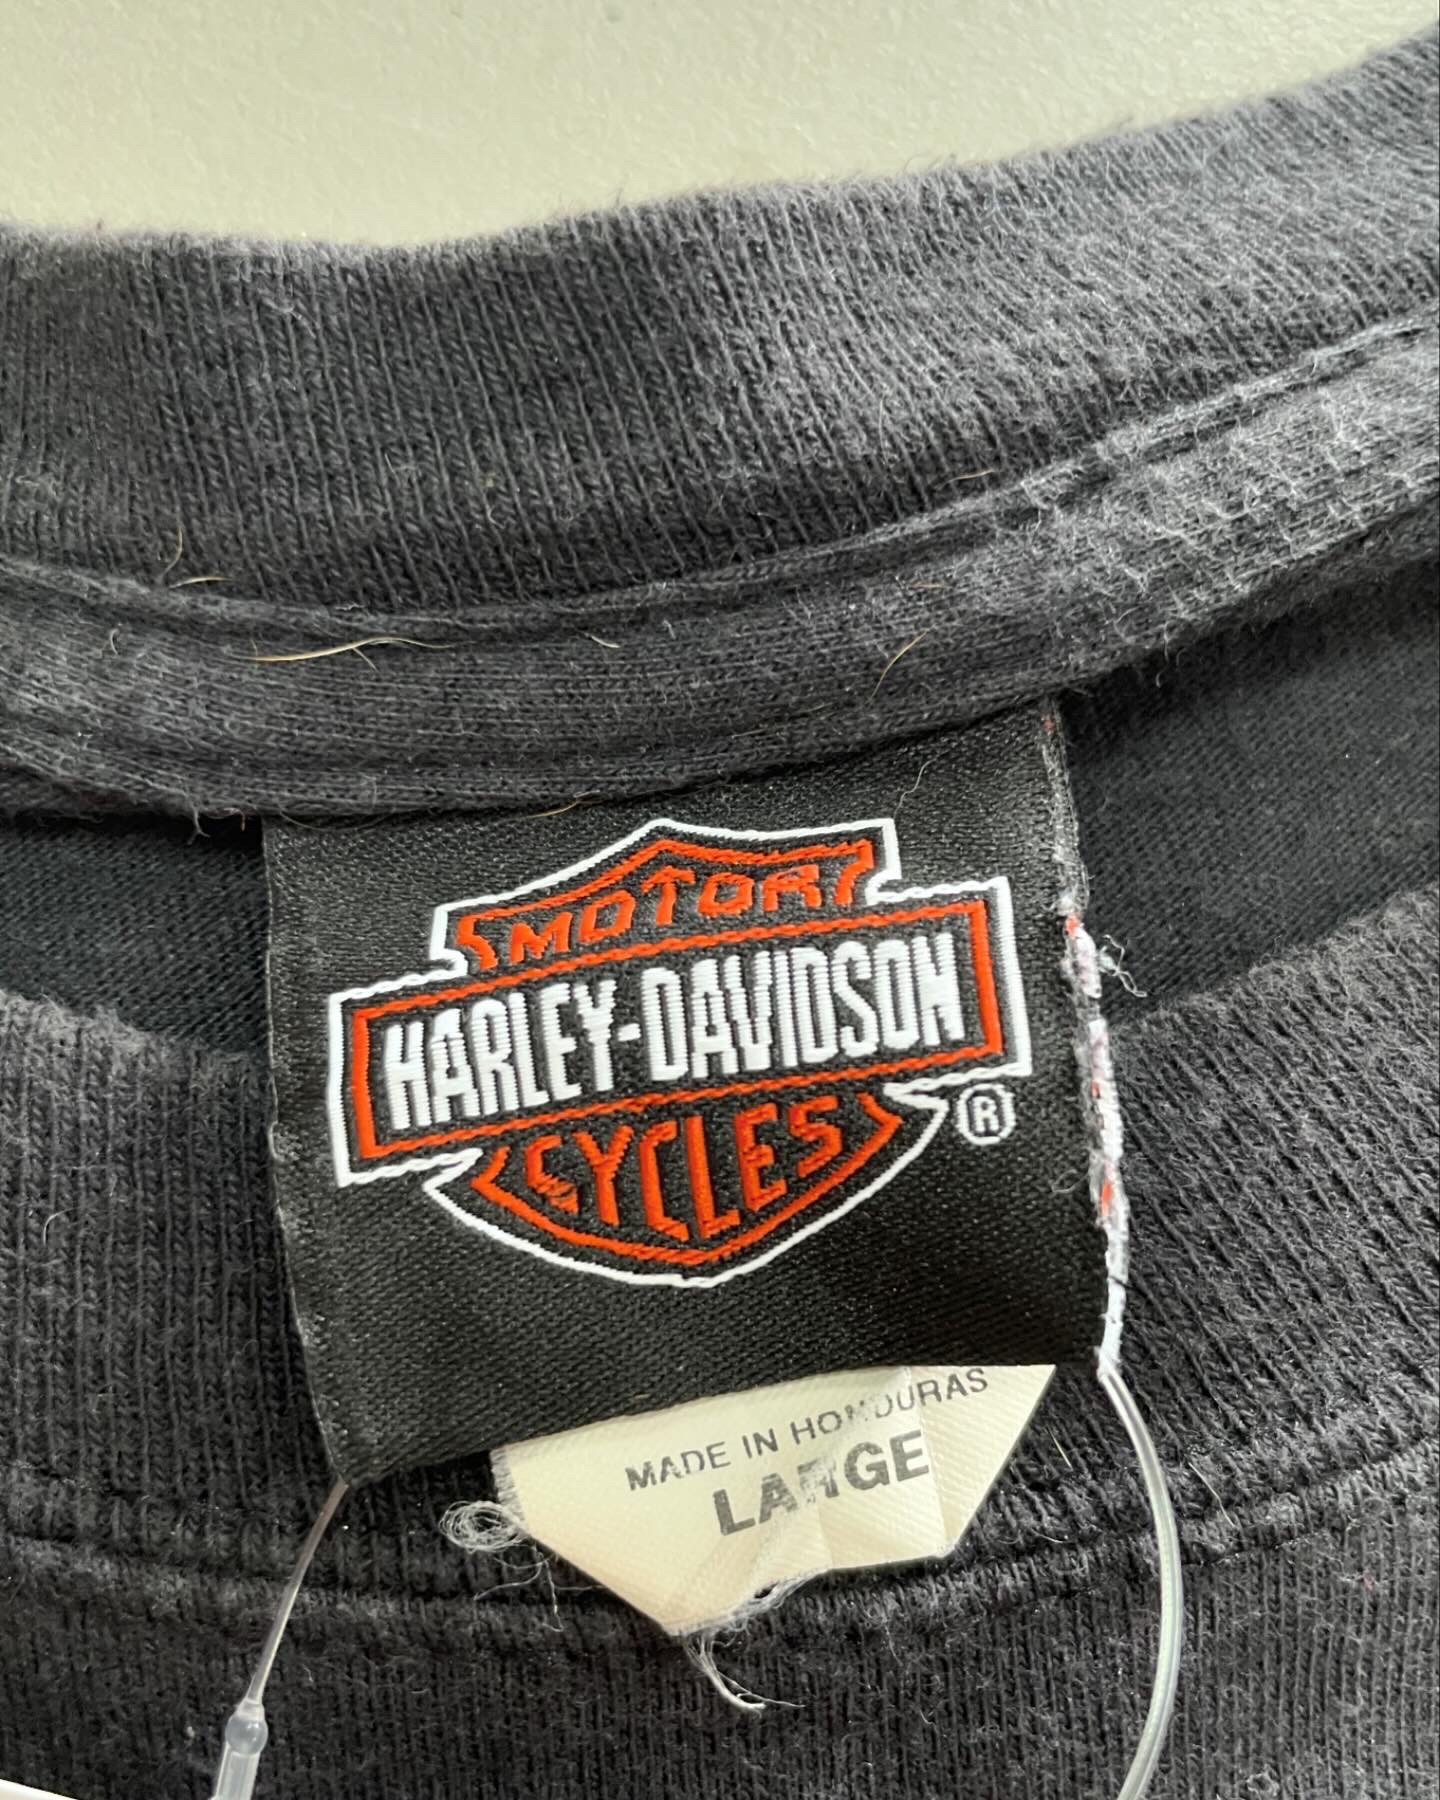 MOTOR
HARLEY-DAVIDSON
CYCLES
®
MADE IN HONDURAS
LARGE